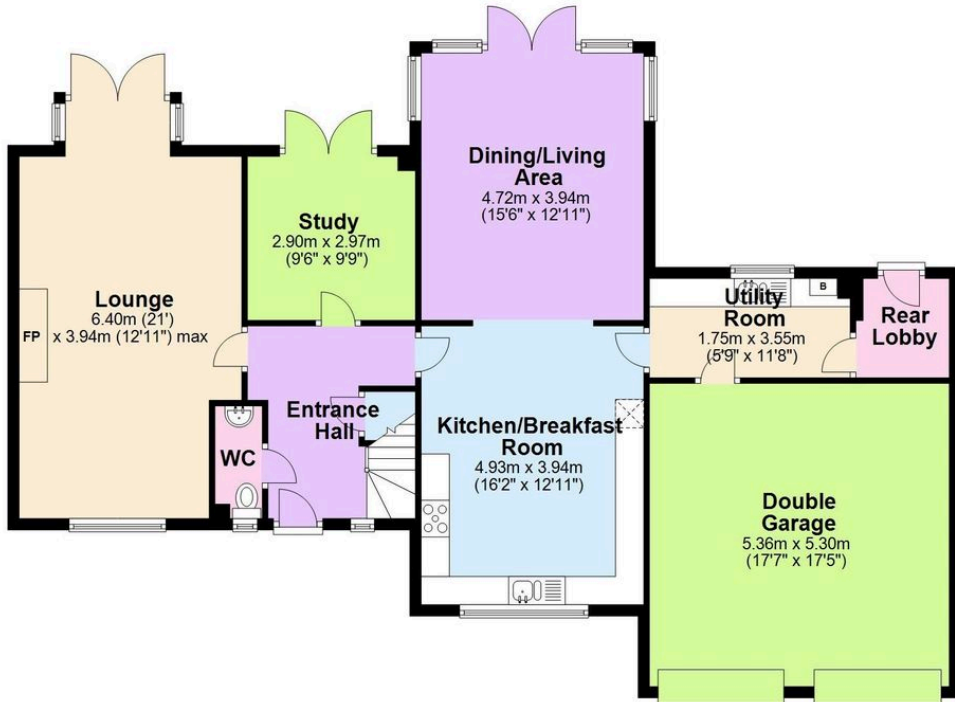 Dining/Living
Area
4.72m x 3.94m
(15'6" x 12'11")
Study
2.90m x 2.97m
(9'6" x 9'9")
Lounge
6.40m (21')
x 3.94m (12'11") max
FP
B
Utility
Room
1.75m x 3.55m
(5'9" x 11'8")
Rear
Lobby
Entrance
Hall
WC
Kitchen/Breakfast
Room
4.93m x 3.94m
(16'2" x 12'11")
Double
Garage
5.36m x 5.30m
(17'7" x 17'5")